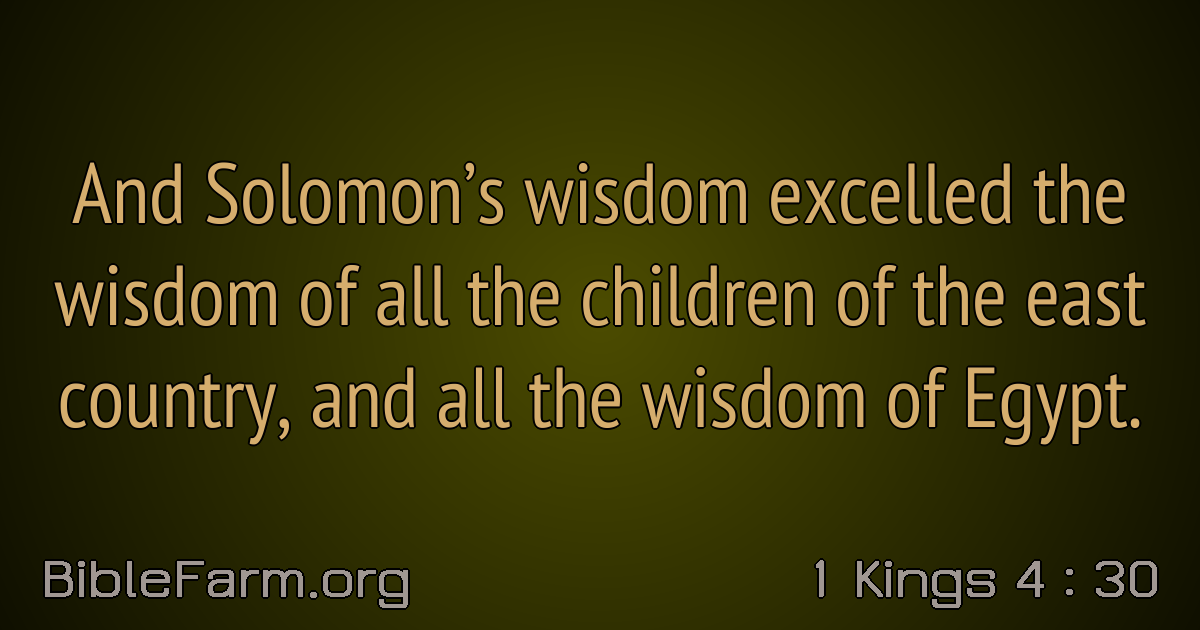 And Solomon’s wisdom excelled the
wisdom of all the children of the east
country, and all the wisdom of Egypt.
BibleFarm.org
1 Kings 4 : 30